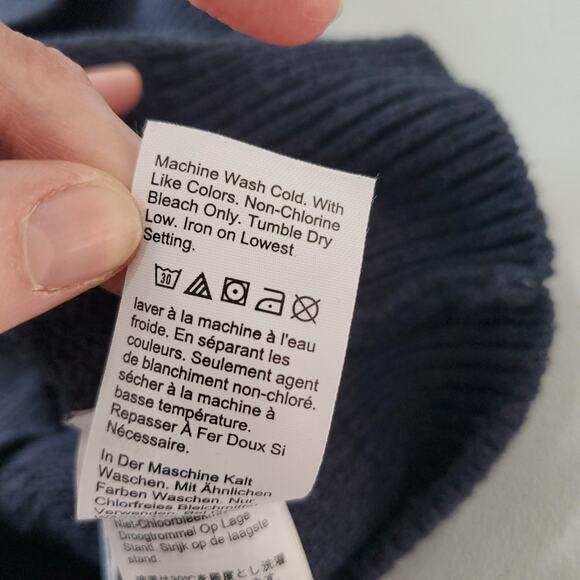 Machine Wash Cold. With
Like Colors. Non-Chlorine
Bleach Only. Tumble Dry
Low. Iron on Lowest
Setting.
30
laver à la machine à l'eau
froide. En séparant les
couleurs. Seulement agent
de blanchiment non-chloré.
sécher à la machine à
basse température.
Repasser À Fer Doux Si
Nécessaire.
In Der Maschine Kalt
Waschen. Mit Ähnlichen
Farben Waschen. Nur
Chlorfreies Bleichmittel
Verwenden. Bei
Niet-Chloorbleek
Droogtrommel Op Lage
Stand. Strijk op de laagste
stand.